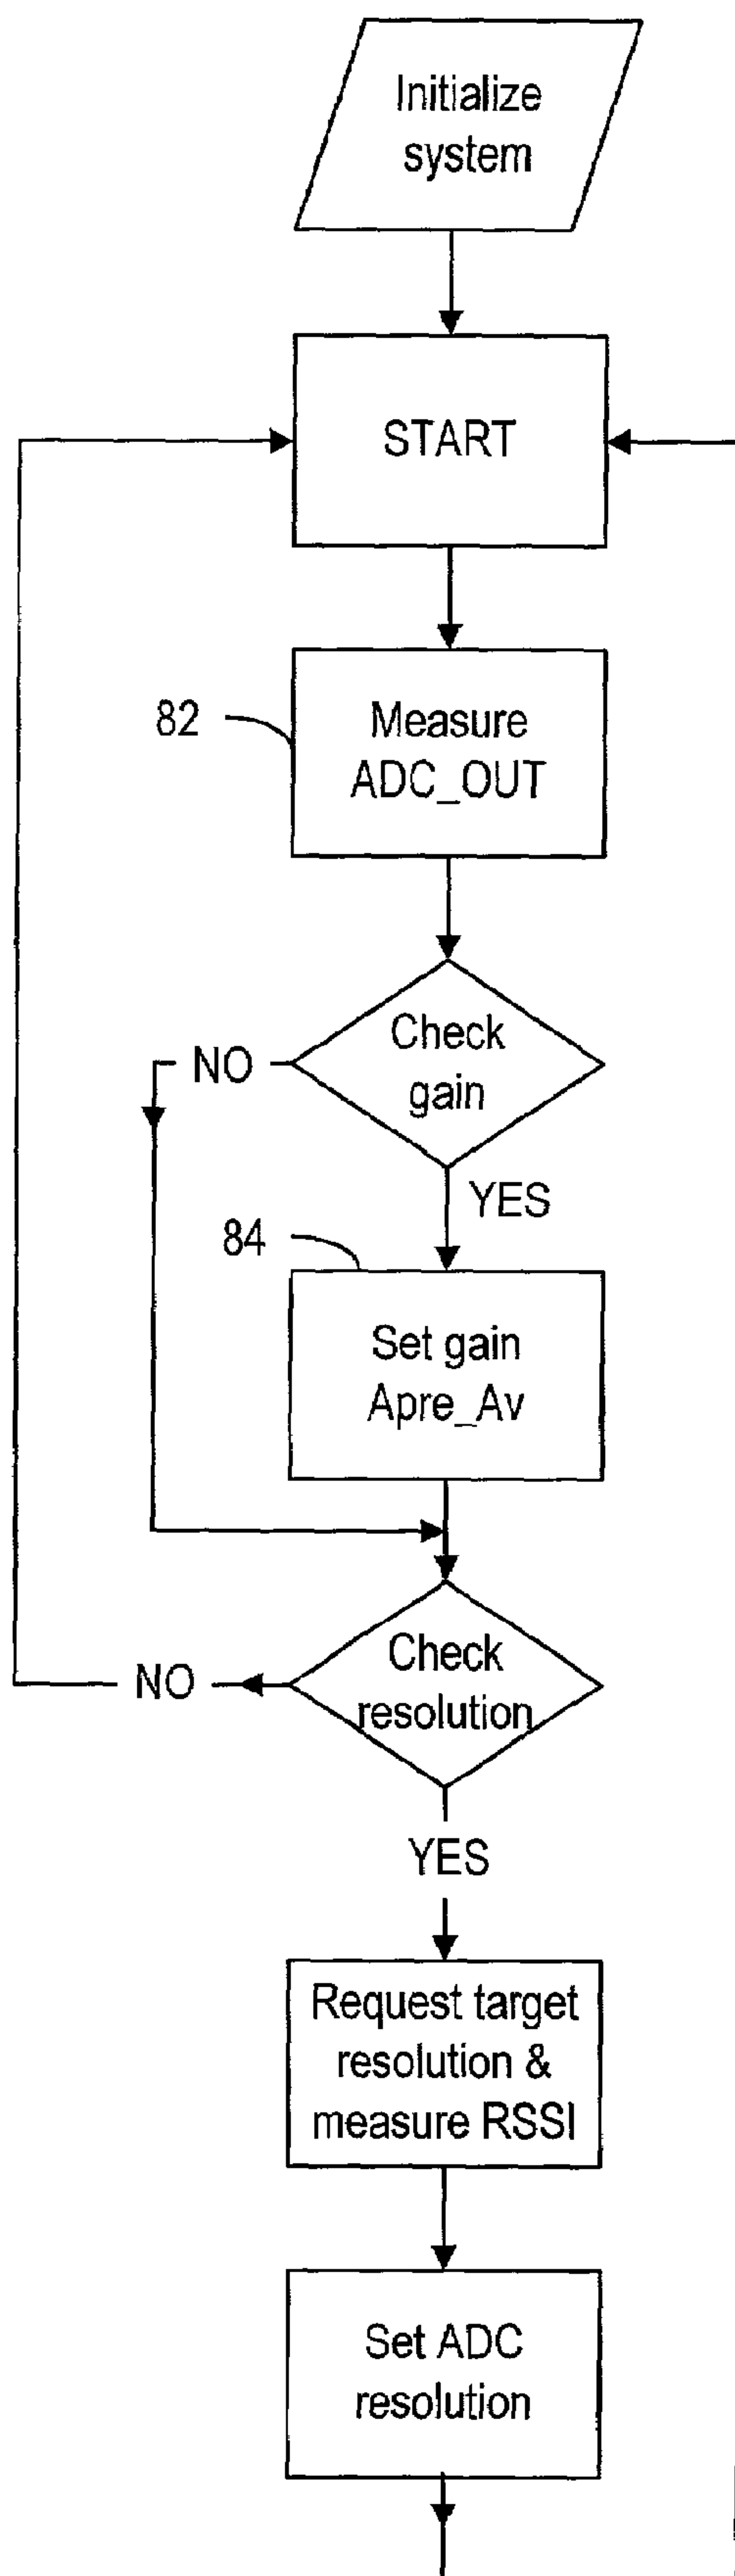 Initialize
system
START
82
Measure
ADC_OUT
Check
gain
NO
YES
84
Set gain
Apre_Av
Check
resolution
NO
YES
Request target
resolution &
measure RSSI
Set ADC
resolution